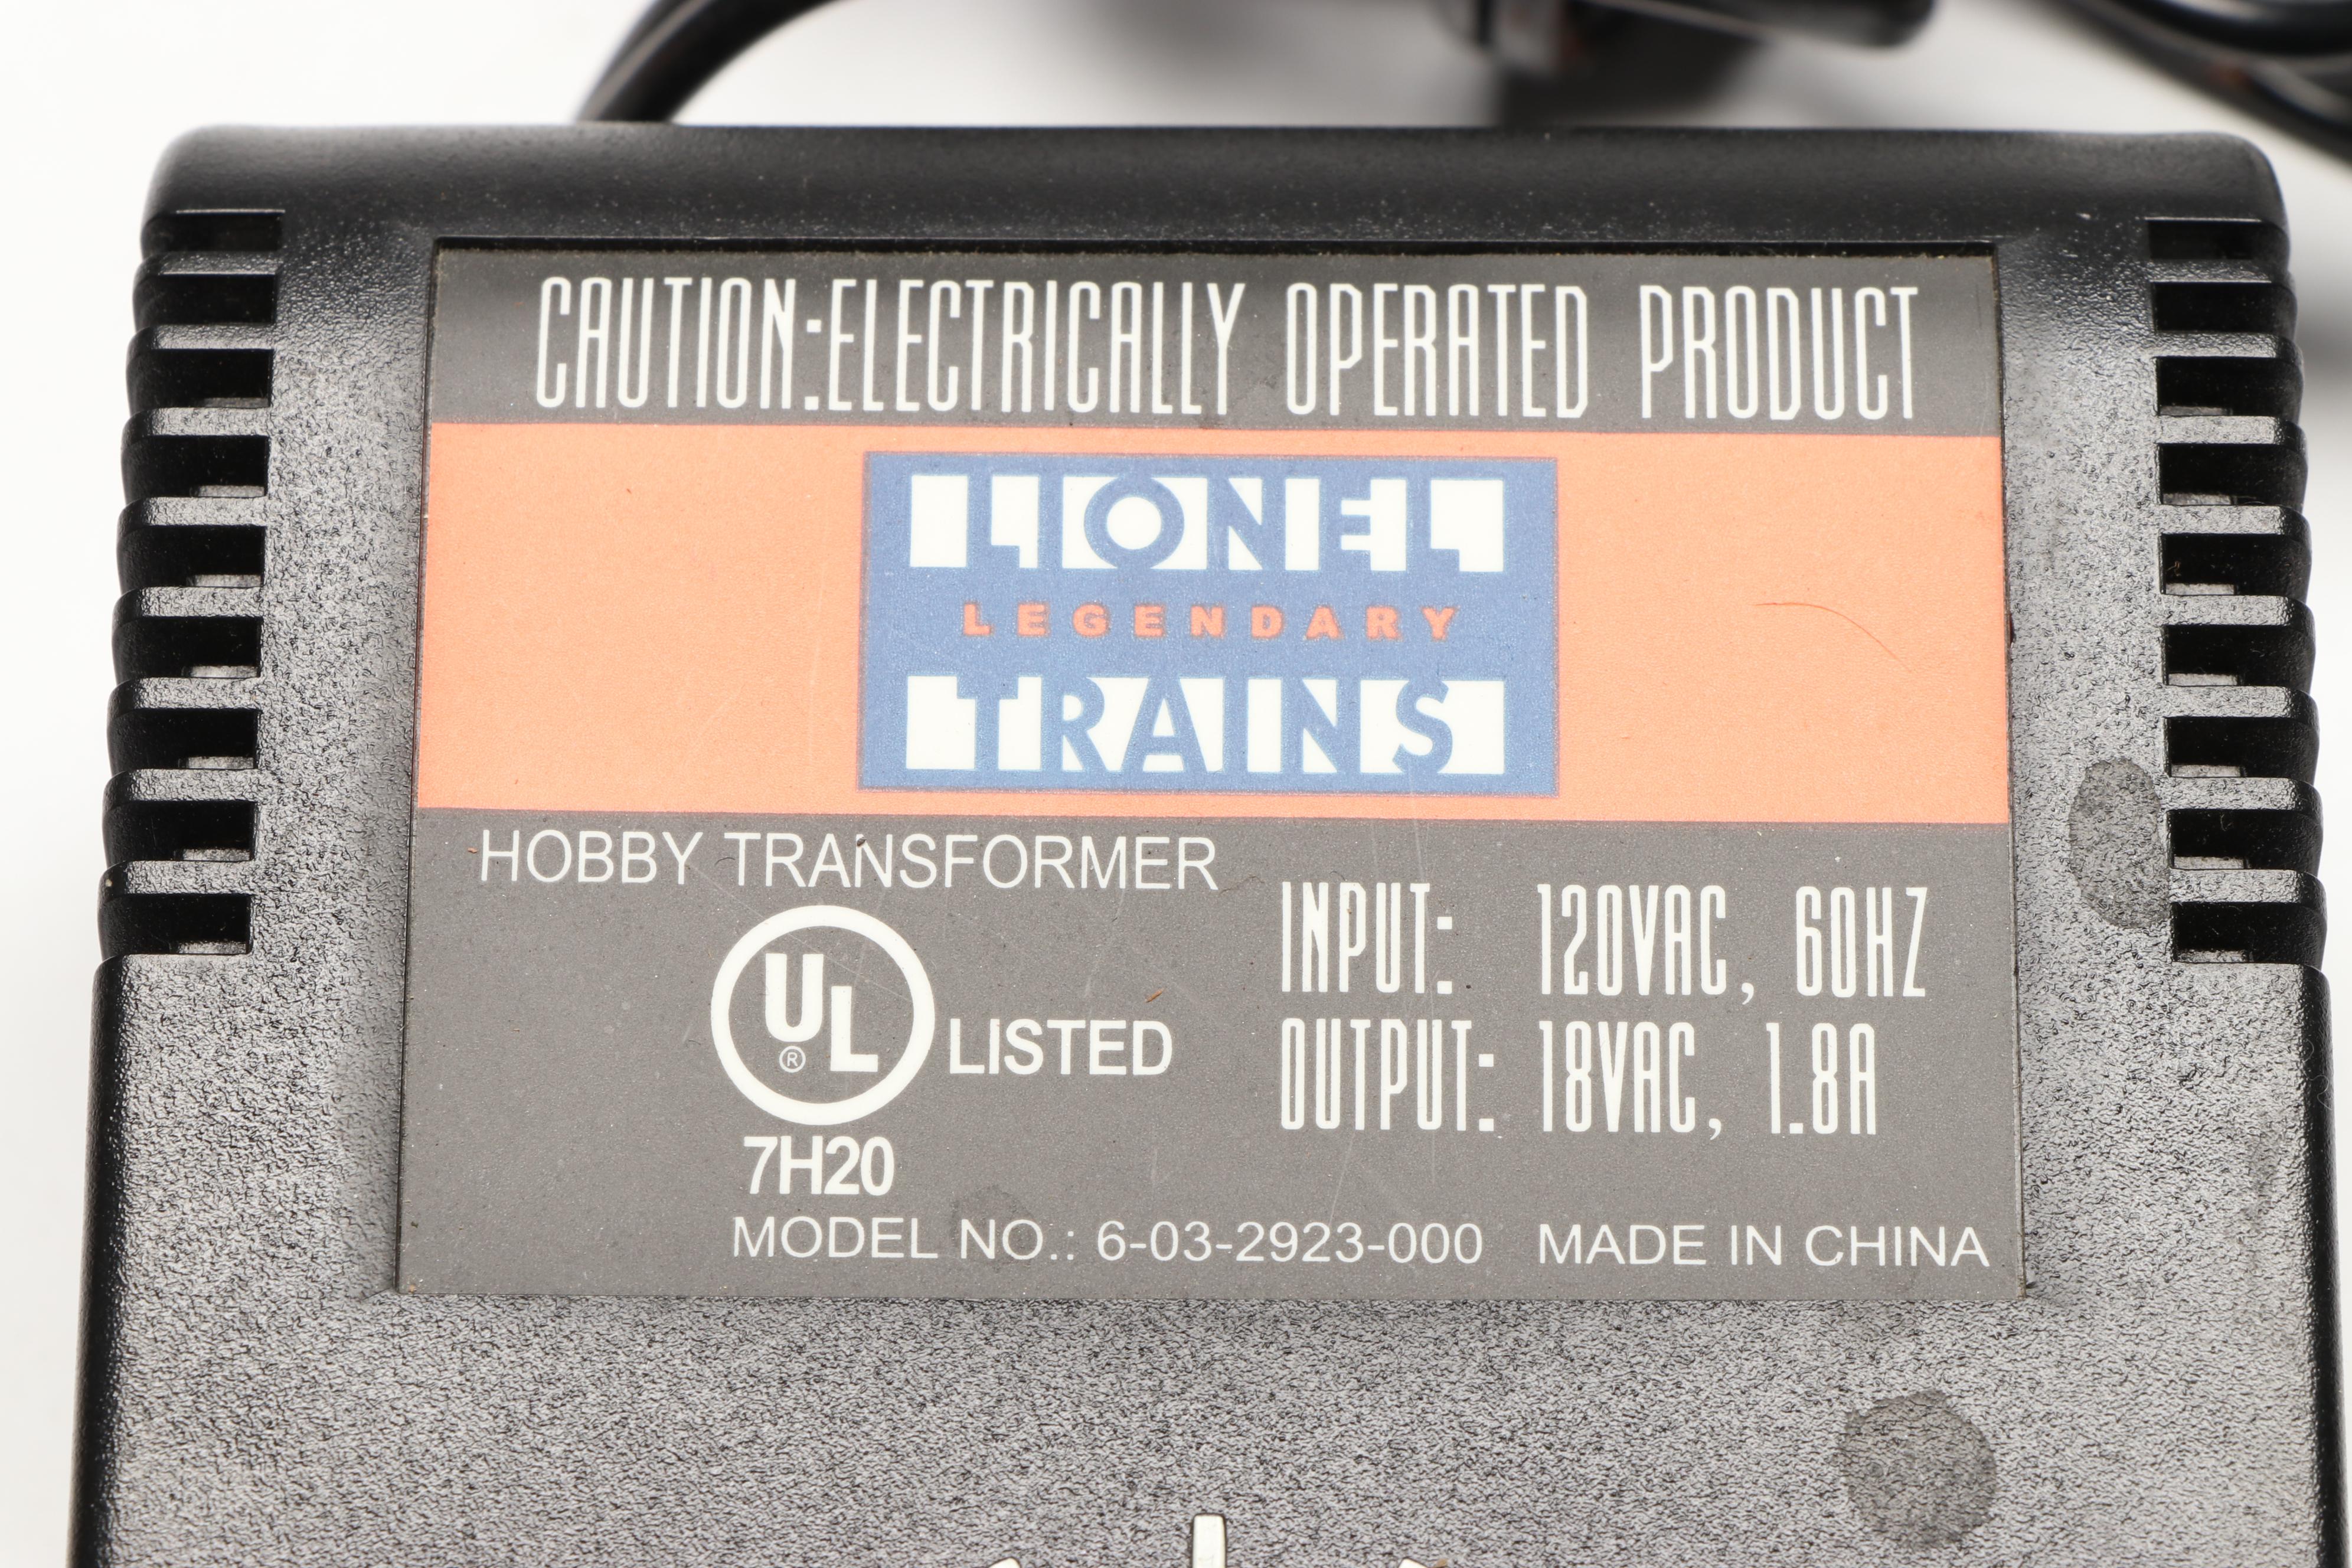 CAUTION:ELECTRICALLY OPERATED PRODUCT
LIONEL
LEGENDARY
TRAINS
HOBBY TRANSFORMER
INPUT: 120VAC, 60HZ
UL ® LISTED
OUTPUT: 18VAC, 1.8A
7H20
MODEL NO.: 6-03-2923-000 MADE IN CHINA